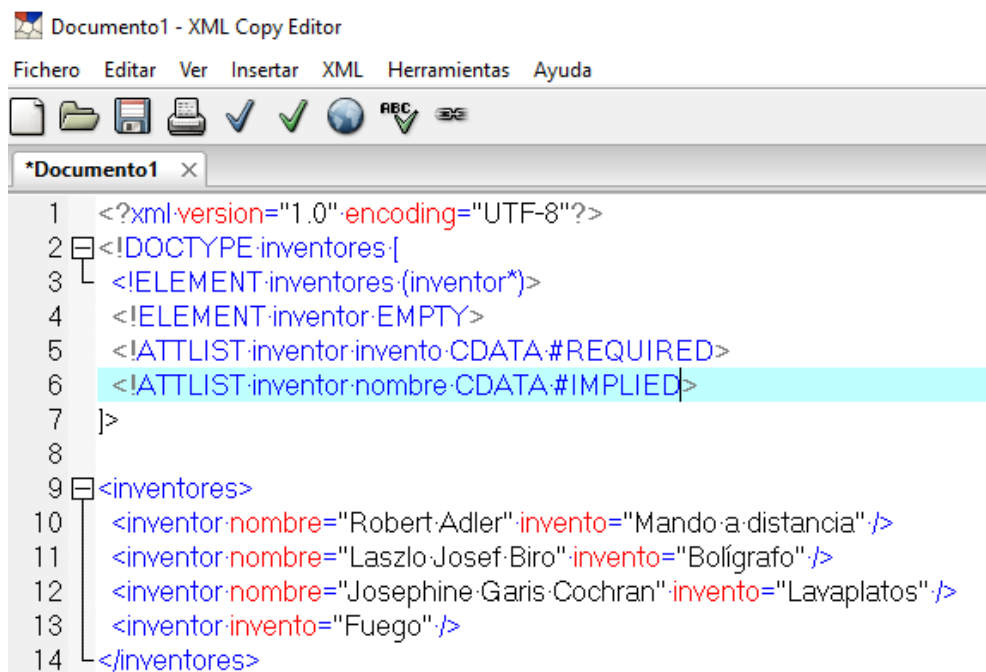 Documento1 - XML Copy Editor
Fichero Editar Ver Insertar XML Herramientas Ayuda
ABC
*Documento1
1 <?xml·version="1.0"·encoding="UTF-8"?>
2 <!DOCTYPE·inventores·[
3 <!ELEMENT·inventores·(inventor*)>
4 <!ELEMENT·inventor·EMPTY>
5 <!ATTLIST·inventor·invento·CDATA·#REQUIRED>
6 <!ATTLIST·inventor·nombre·CDATA·#IMPLIED>
7 ]>
8
9 <inventores>
10 <inventor·nombre="Robert·Adler"·invento="Mando·a·distancia"·/>
11 <inventor·nombre="Laszlo·Josef·Biro"·invento="Bolígrafo"·/>
12 <inventor·nombre="Josephine·Garis·Cochran"·invento="Lavaplatos"·/>
13 <inventor·invento="Fuego"·/>
14 </inventores>